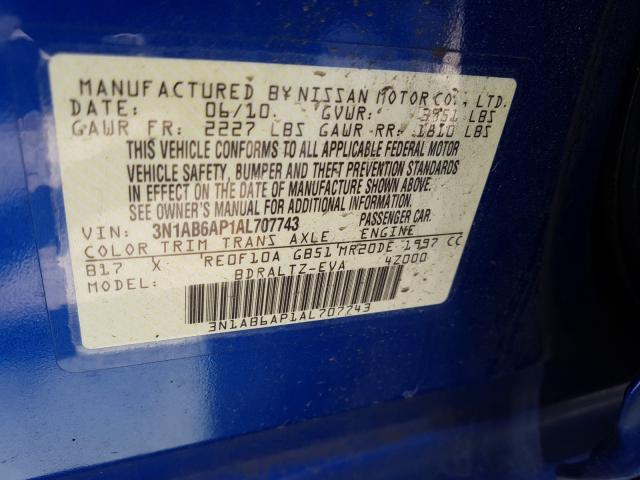 MANUFACTURED BY NISSAN MOTOR CO., LTD.
DATE: 06/10 GVWR: 3851 LBS
GAWR FR: 2227 LBS GAWR RR: 1810 LBS
THIS VEHICLE CONFORMS TO ALL APPLICABLE FEDERAL MOTOR
VEHICLE SAFETY, BUMPER AND THEFT PREVENTION STANDARDS
IN EFFECT ON THE DATE OF MANUFACTURE SHOWN ABOVE.
SEE OWNER'S MANUAL FOR ADDITIONAL INFORMATION.
VIN: 3N1AB6AP1AL707743 PASSENGER CAR
COLOR TRIM TRANS AXLE ENGINE
B17 X RE0F10A GB51 MR20DE 1997 CC
MODEL: BDRALTZ-EVA 4Z000
3N1AB6AP1AL707743